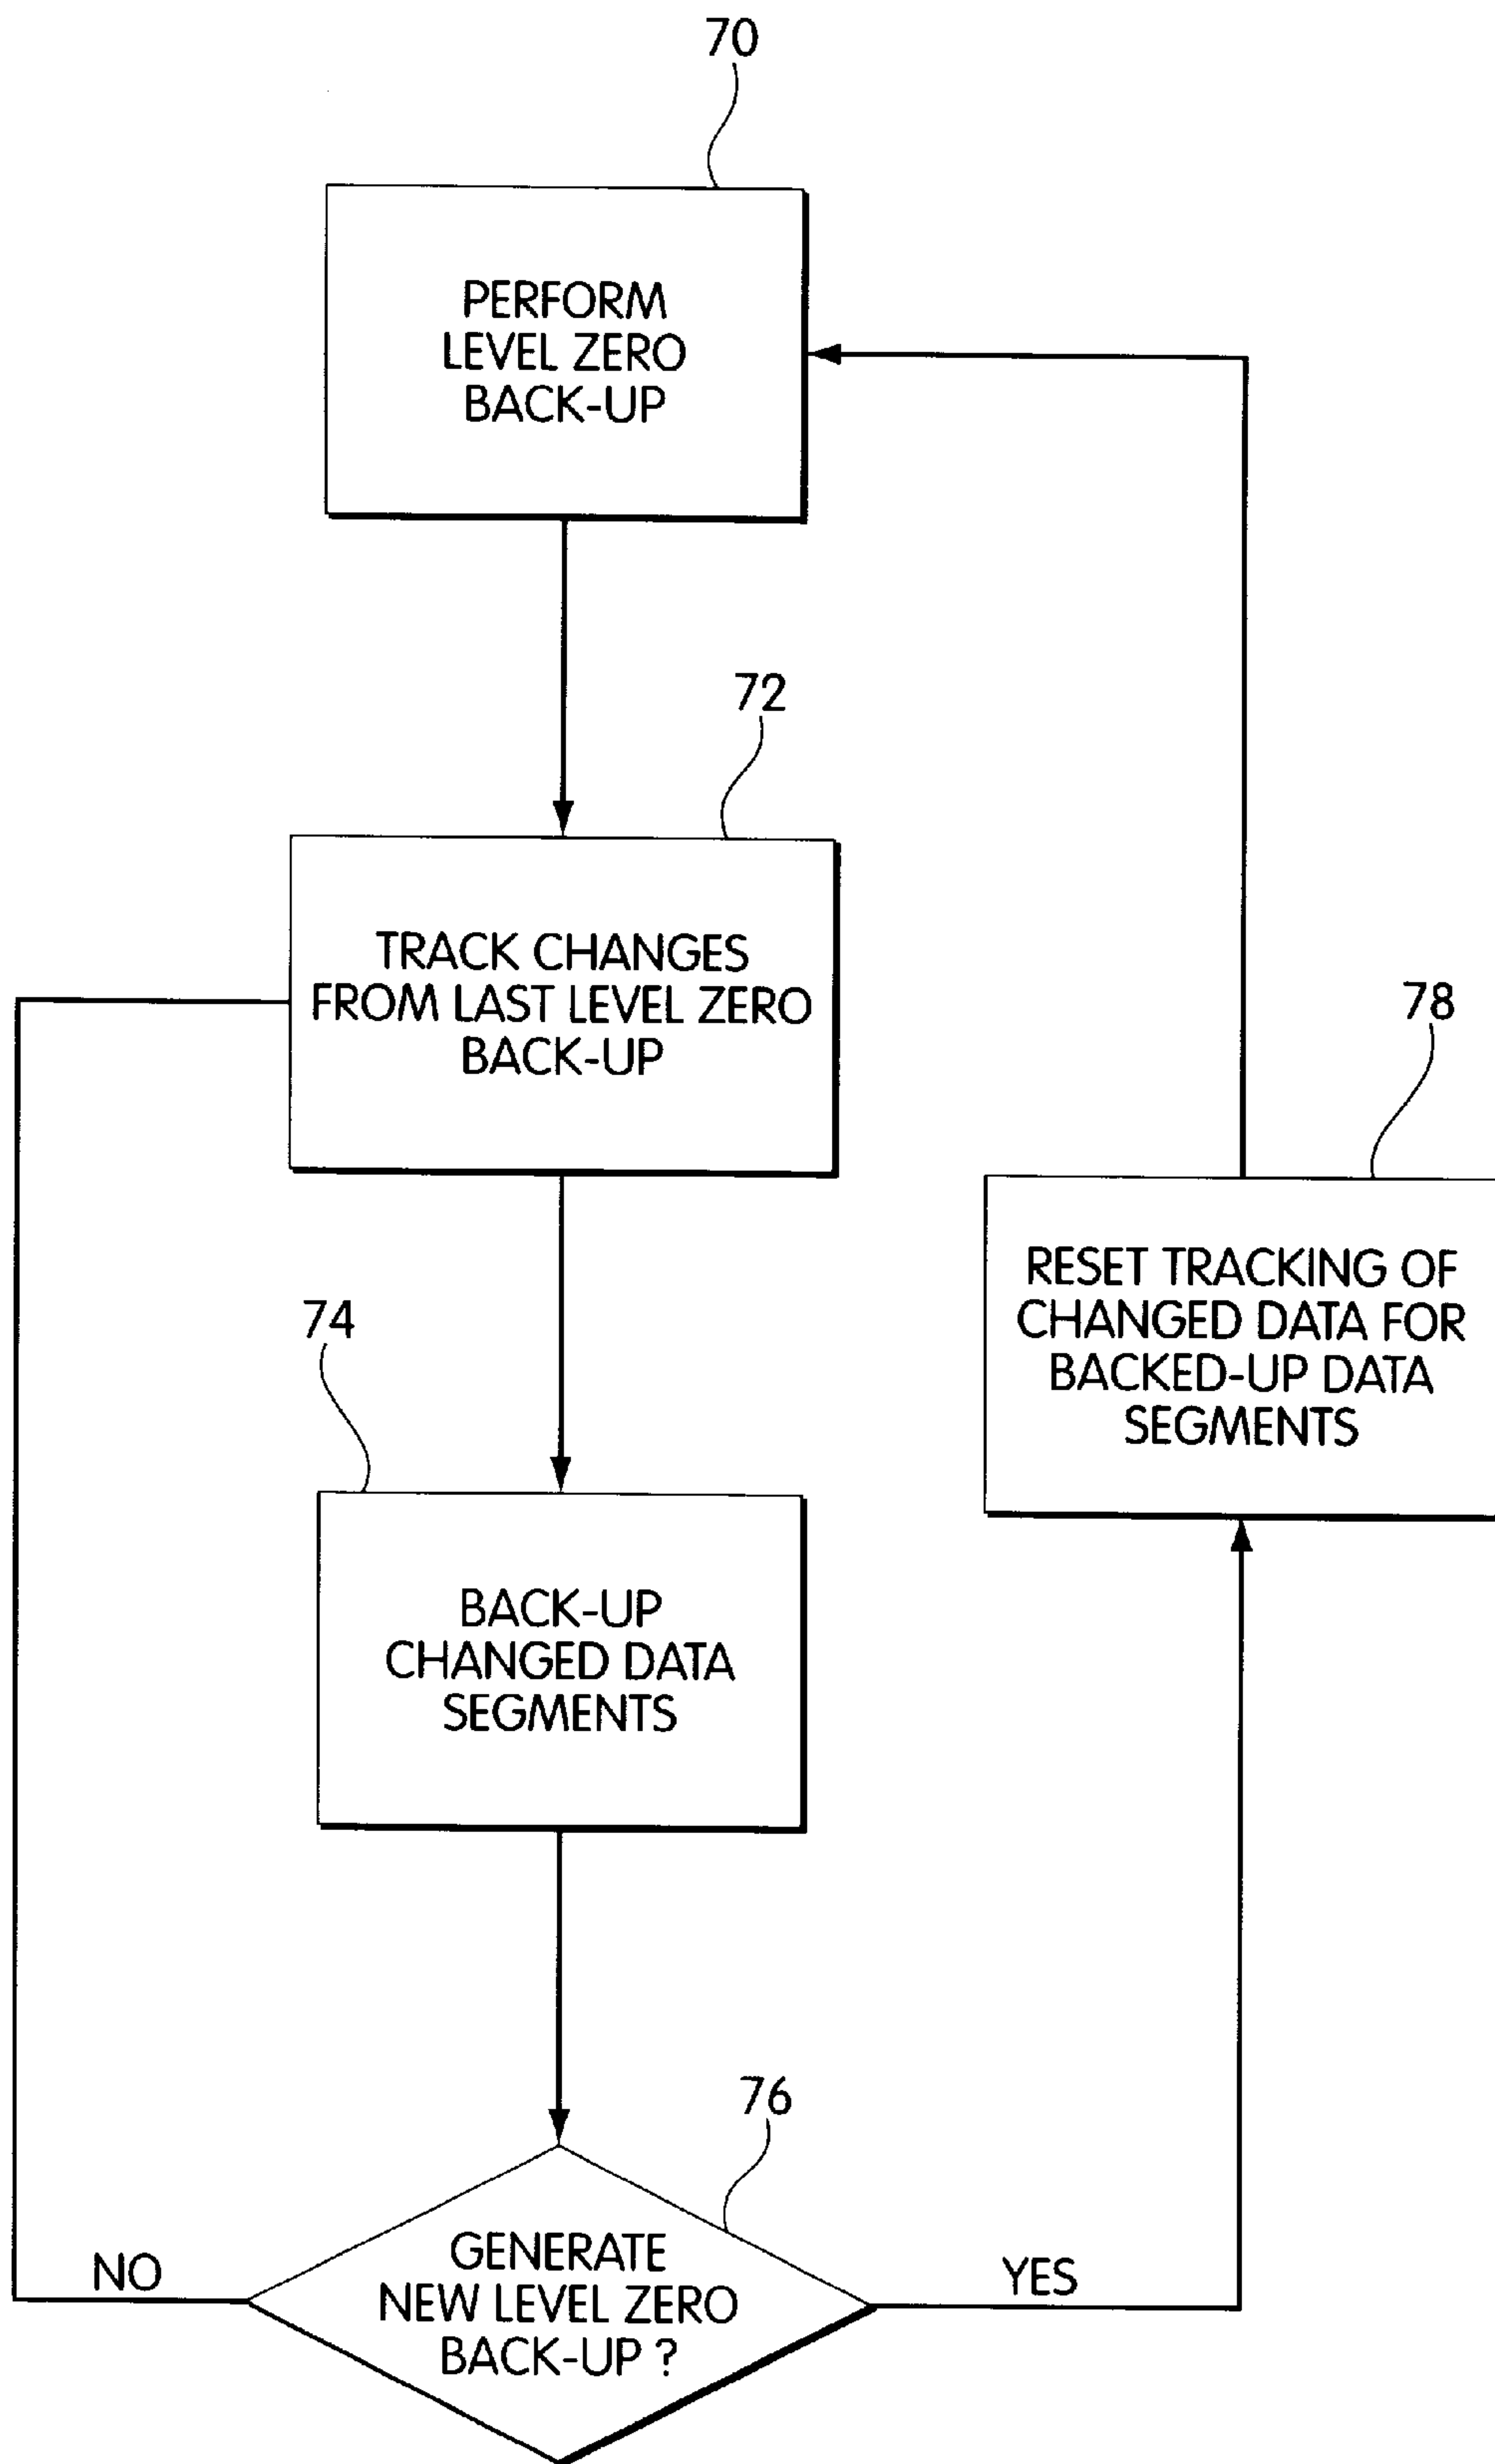 70
PERFORM
LEVEL ZERO
BACK-UP
72
TRACK CHANGES
FROM LAST LEVEL ZERO
BACK-UP
78
RESET TRACKING OF
CHANGED DATA FOR
BACKED-UP DATA
SEGMENTS
74
BACK-UP
CHANGED DATA
SEGMENTS
76
GENERATE
NEW LEVEL ZERO
BACK-UP ?
NO
YES